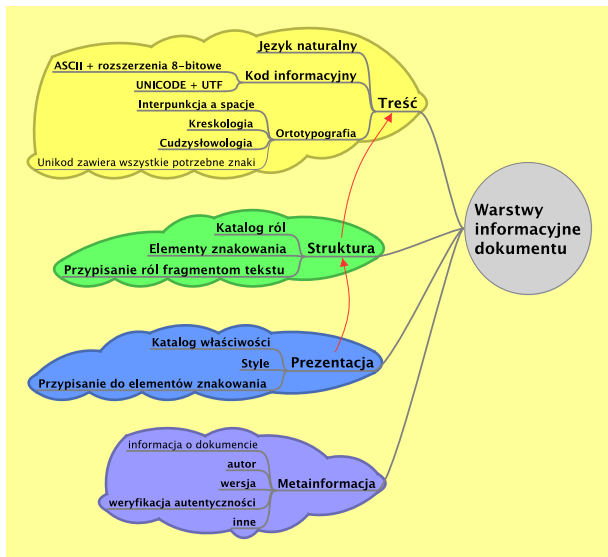 Język naturalny
ASCII + rozszerzenia 8-bitowe
Kod informacyjny
UNICODE + UTF
Interpunkcja a spacje
Treść
Kreskologia
Ortotypografia
Cudzysłowologia
Unikod zawiera wszystkie potrzebne znaki
Warstwy
informacyjne
dokumentu
Katalog ról
Elementy znakowania
Struktura
Przypisanie ról fragmentom tekstu
Katalog właściwości
Style
Prezentacja
Przypisanie do elementów znakowania
informacja o dokumencie
autor
wersja
Metainformacja
weryfikacja autentyczności
inne